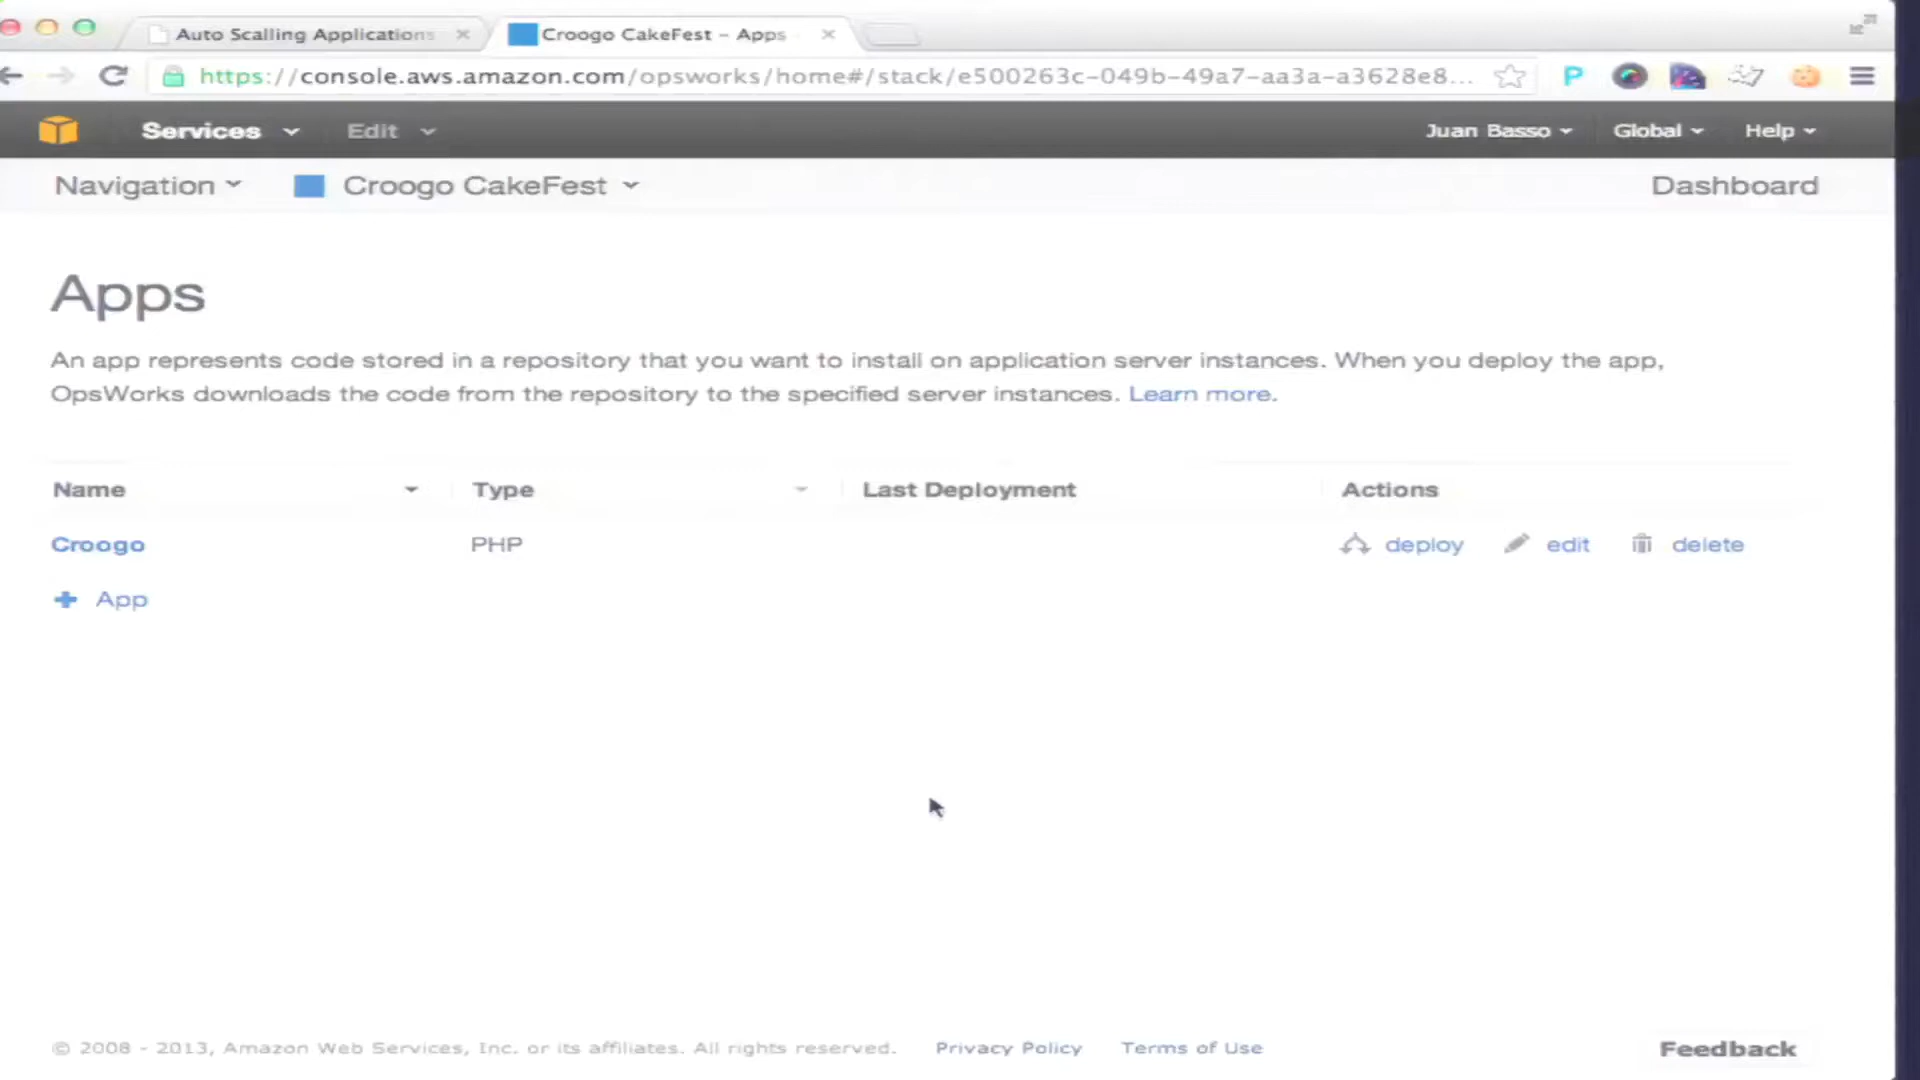 Auto Scalling Applications
Croogo CakeFest – Apps
https://console.aws.amazon.com/opsworks/home#/stack/e500263c-049b-49a7-aa3a-a3628e8...
P
Services
Edit
Juan Basso
Global
Help
Navigation
Croogo CakeFest
Dashboard
Apps
An app represents code stored in a repository that you want to install on application server instances. When you deploy the app,
OpsWorks downloads the code from the repository to the specified server instances. Learn more.
Name
Type
Last Deployment
Actions
Croogo
PHP
deploy
edit
delete
App
© 2008 - 2013, Amazon Web Services, Inc. or its affiliates. All rights reserved.
Privacy Policy
Terms of Use
Feedback